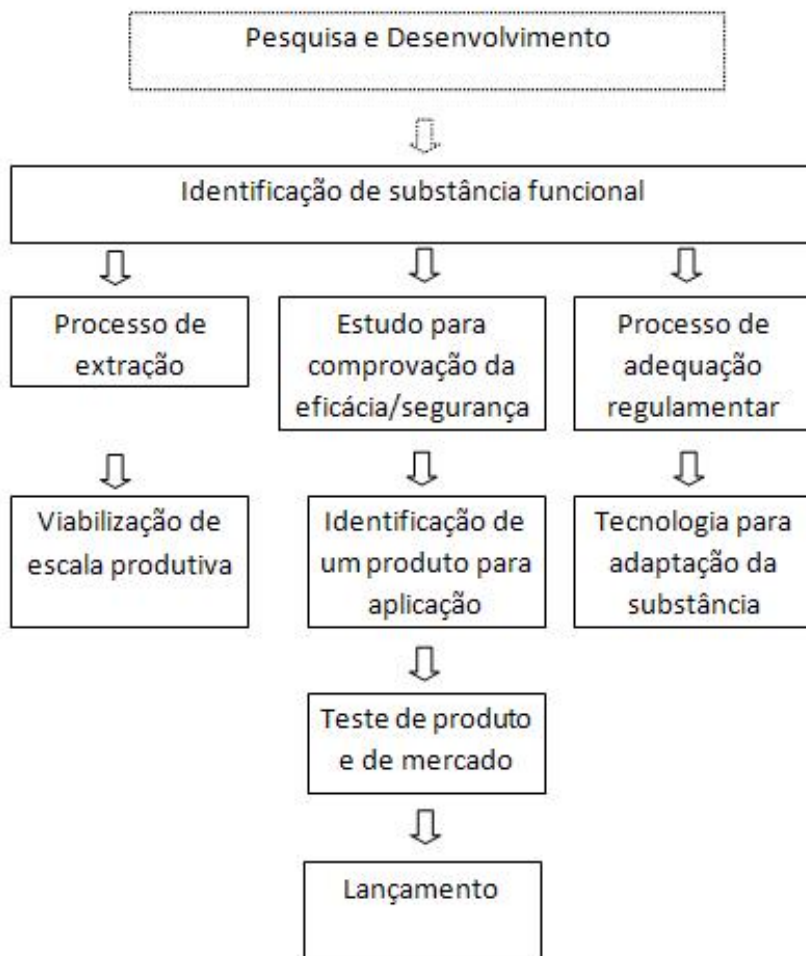 Pesquisa e Desenvolvimento
Identificação de substância funcional
Processo de
extração
Estudo para
comprovação da
eficácia/segurança
Processo de
adequação
regulamentar
Viabilização de
escala produtiva
Identificação de
um produto para
aplicação
Tecnologia para
adaptação da
substância
Teste de produto
e de mercado
Lançamento